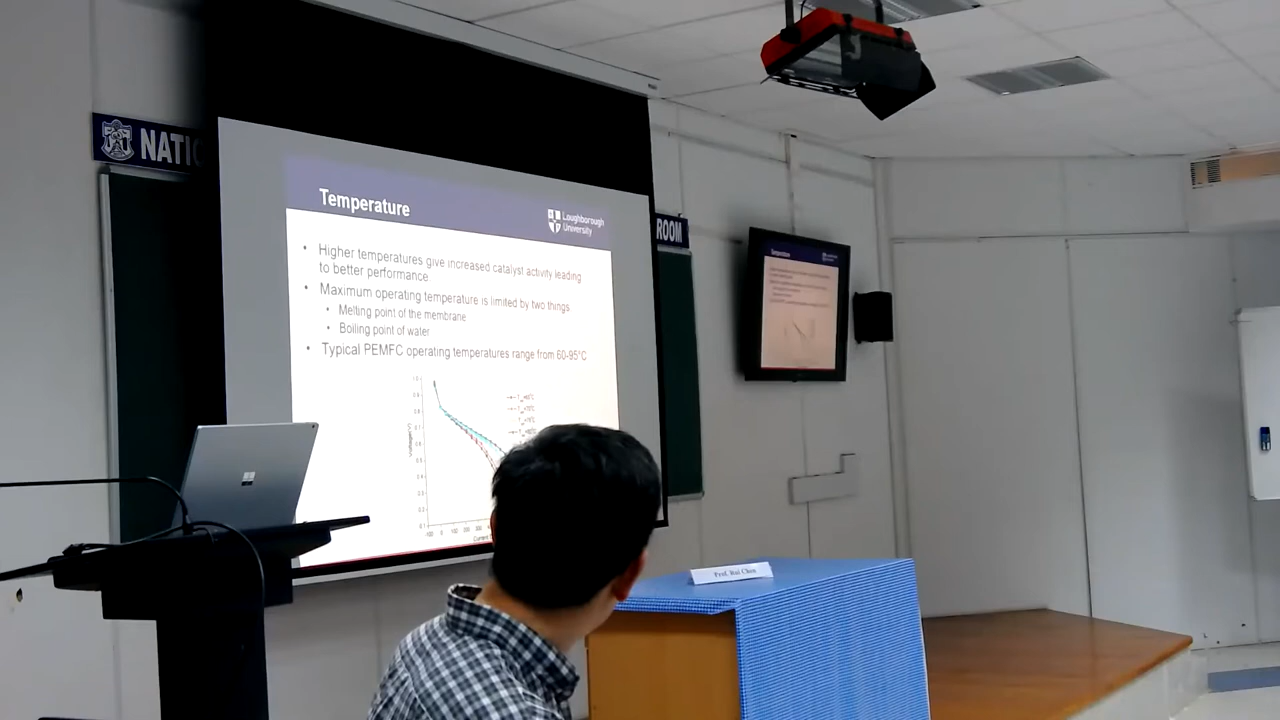 NATI
Temperature
Loughborough
University
• Higher temperatures give increased catalyst activity leading
to better performance
• Maximum operating temperature is limited by two things:
• Melting point of the membrane
• Boiling point of water
• Typical PEMFC operating temperatures range from 60-95°C
ROOM
Temperature
Prof. Rui Chen